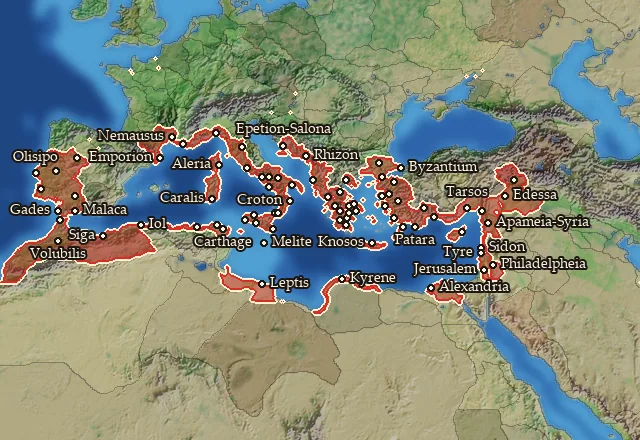 Epetion-Salona
Nemausus
Olisipo
Emporion
Rhizon
Aleria
Byzantium
Tarsos
Edessa
Caralis
Croton
Gades
Malaca
Iol
Apameia-Syria
Siga
Carthage
Melite
Knosos
Patara
Sidon
Volubilis
Tyre
Philadelpheia
Jerusalem
Leptis
Kyrene
Alexandria